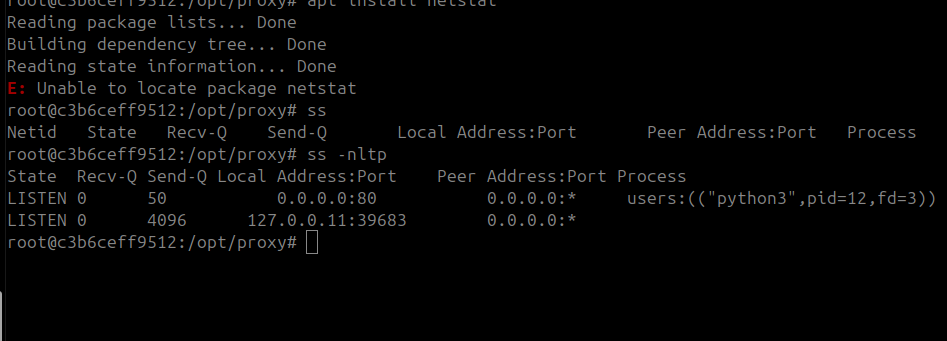 root@c3b6ceff9512:/opt/proxy# apt install netstat
Reading package lists... Done
Building dependency tree... Done
Reading state information... Done
E: Unable to locate package netstat
root@c3b6ceff9512:/opt/proxy# ss
Netid   State   Recv-Q    Send-Q       Local Address:Port       Peer Address:Port   Process
root@c3b6ceff9512:/opt/proxy# ss -nltp
State  Recv-Q Send-Q Local Address:Port    Peer Address:Port Process
LISTEN 0      50           0.0.0.0:80           0.0.0.0:*     users:(("python3",pid=12,fd=3))
LISTEN 0      4096      127.0.0.11:39683        0.0.0.0:*
root@c3b6ceff9512:/opt/proxy#